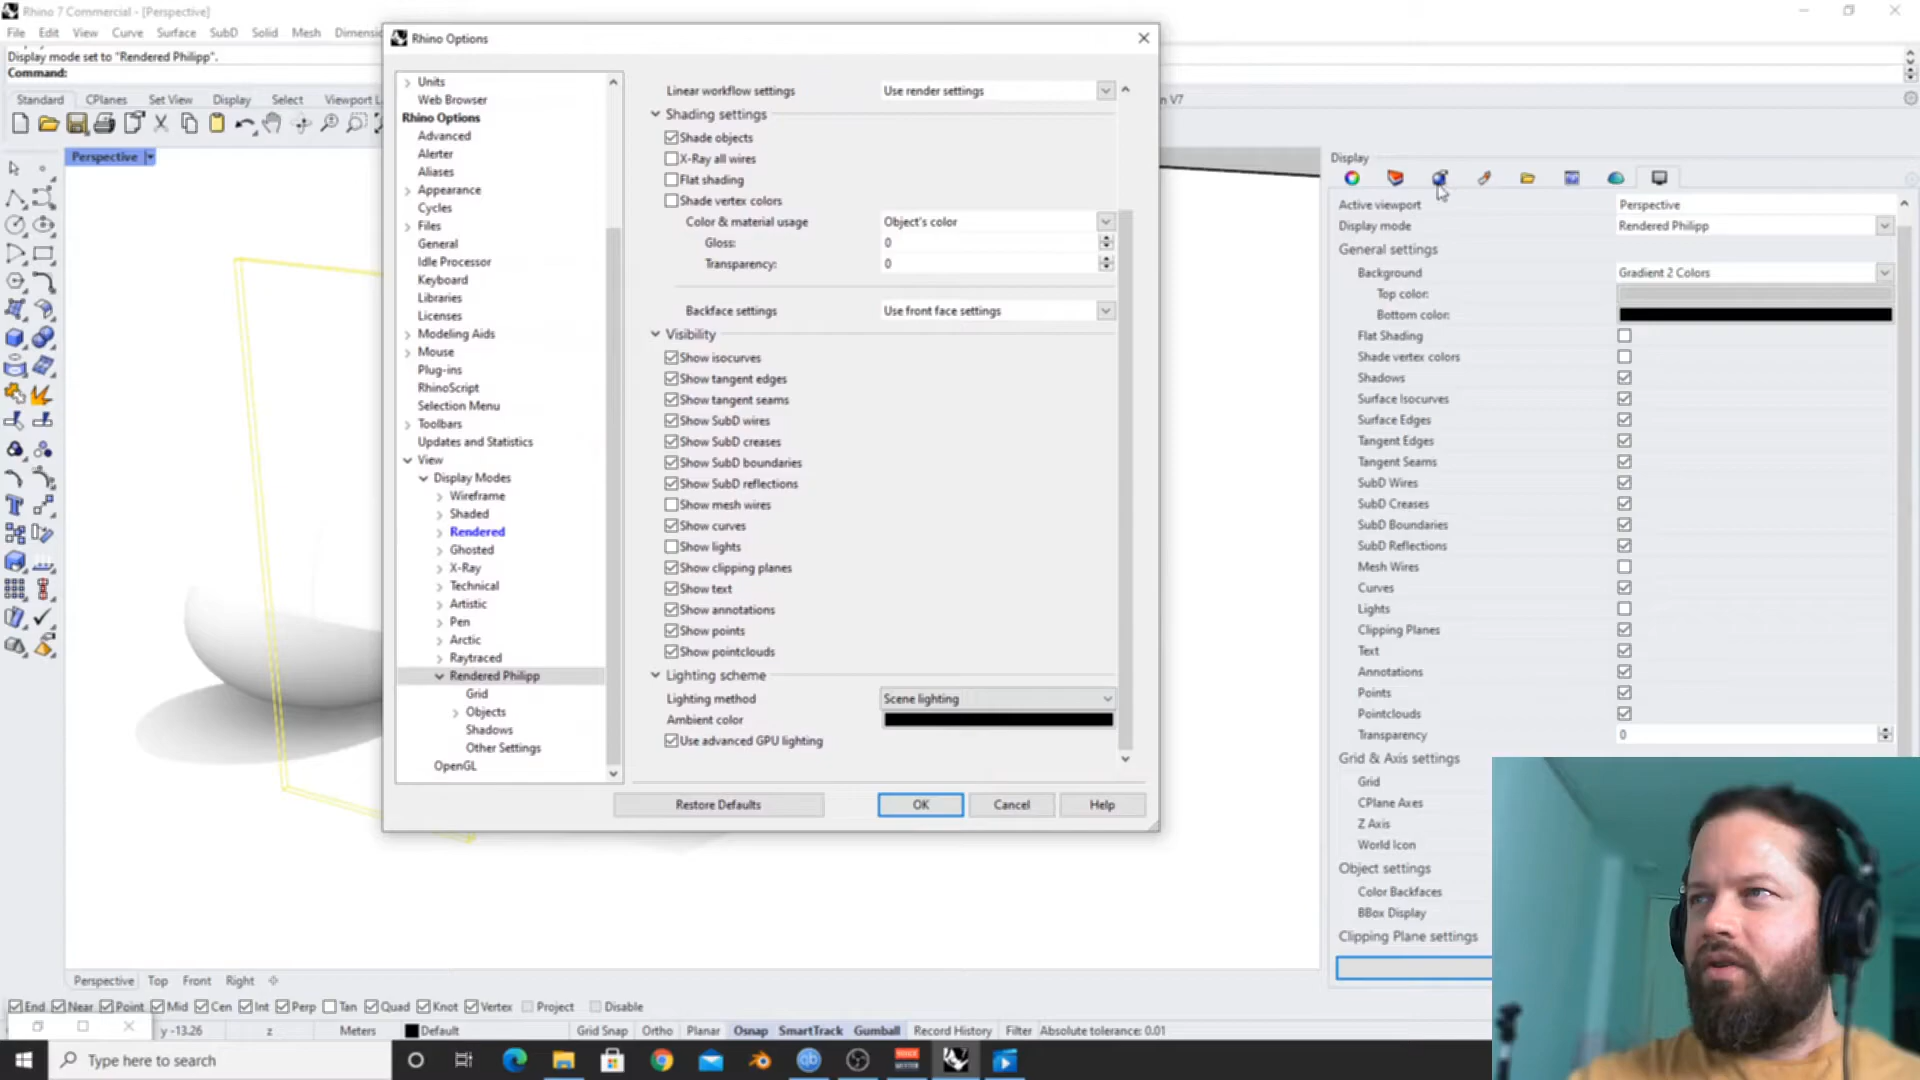 Rhino 7 Commercial - [Perspective]
File Edit View Curve Surface SubD Solid Mesh
Display mode set to "Rendered Philipp".
Command:
Standard CPlanes Set View Display Select
Perspective
Rhino Options
Units
Web Browser
Rhino Options
Advanced
Alerter
Aliases
Appearance
Cycles
Files
General
Idle Processor
Keyboard
Libraries
Licenses
Modeling Aids
Mouse
Plug-ins
RhinoScript
Selection Menu
Toolbars
Updates and Statistics
View
Display Modes
Wireframe
Shaded
Rendered
Ghosted
X-Ray
Technical
Artistic
Pen
Arctic
Raytraced
Rendered Philipp
Grid
Objects
Shadows
Other Settings
OpenGL
Linear workflow settings Use render settings
Shading settings
Shade objects
X-Ray all wires
Flat shading
Shade vertex colors
Color & material usage Object's color
Gloss: 0
Transparency: 0
Backface settings Use front face settings
Visibility
Show isocurves
Show tangent edges
Show tangent seams
Show SubD wires
Show SubD creases
Show SubD boundaries
Show SubD reflections
Show mesh wires
Show curves
Show lights
Show clipping planes
Show text
Show annotations
Show points
Show pointclouds
Lighting scheme
Lighting method Scene lighting
Ambient color
Use advanced GPU lighting
Restore Defaults OK Cancel Help
V7
Display
Active viewport Perspective
Display mode Rendered Philipp
General settings
Background Gradient 2 Colors
Top color:
Bottom color:
Flat Shading
Shade vertex colors
Shadows
Surface Isocurves
Surface Edges
Tangent Edges
Tangent Seams
SubD Wires
SubD Creases
SubD Boundaries
SubD Reflections
Mesh Wires
Curves
Lights
Clipping Planes
Text
Annotations
Points
Pointclouds
Transparency 0
Grid & Axis settings
Grid
CPlane Axes
Z Axis
World Icon
Object settings
Color Backfaces
BBox Display
Clipping Plane settings
Perspective Top Front Right
End Near Point Mid Cen Int Perp Tan Quad Knot Vertex Project Disable
y -13.26 z Meters Default Grid Snap Ortho Planar Osnap SmartTrack Gumball Record History Filter Absolute tolerance: 0.01
Type here to search